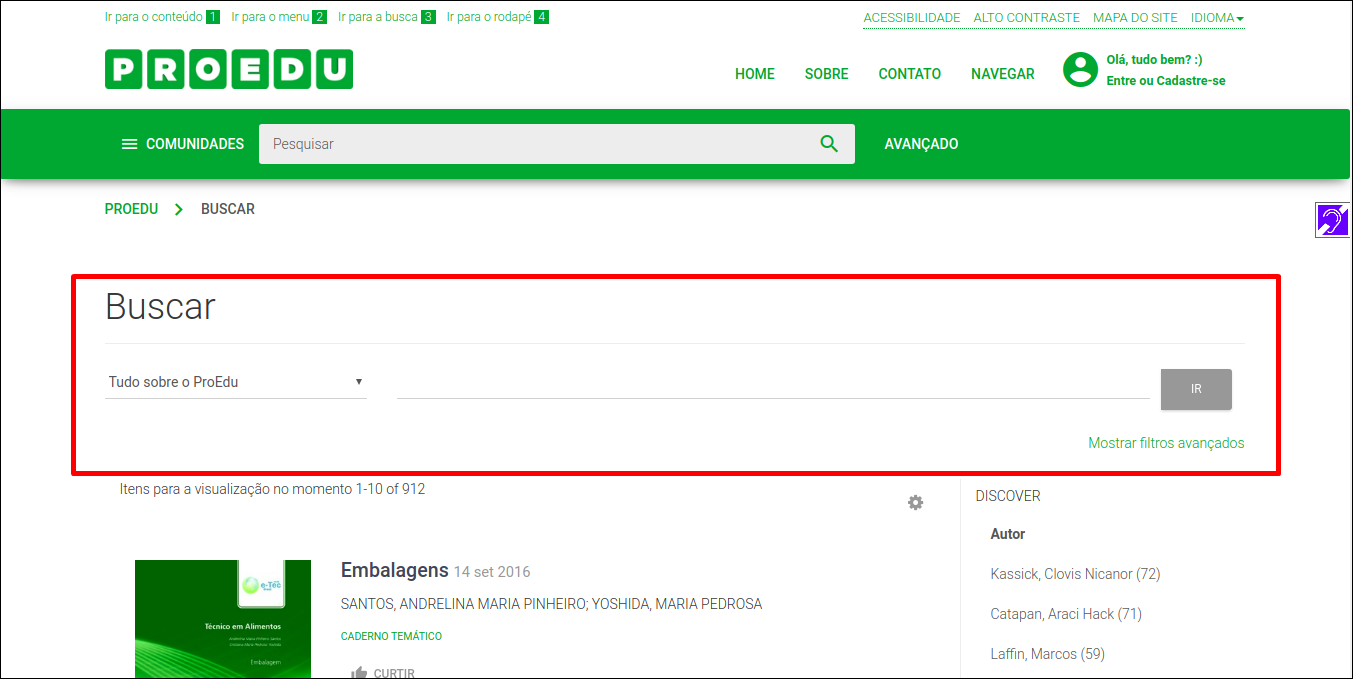 Ir para o conteúdo 1 Ir para o menu 2 Ir para a busca 3 Ir para o rodapé 4
ACESSIBILIDADE ALTO CONTRASTE MAPA DO SITE IDIOMA
PROEDU
HOME SOBRE CONTATO NAVEGAR
Olá, tudo bem? :)
Entre ou Cadastre-se
COMUNIDADES Pesquisar AVANÇADO
PROEDU BUSCAR
Buscar
Tudo sobre o ProEdu IR
Mostrar filtros avançados
Itens para a visualização no momento 1-10 of 912
e-Tec
Técnico em Alimentos
Embalagem
Embalagens 14 set 2016
SANTOS, ANDRELINA MARIA PINHEIRO; YOSHIDA, MARIA PEDROSA
CADERNO TEMÁTICO
CURTIR
DISCOVER
Autor
Kassick, Clovis Nicanor (72)
Catapan, Araci Hack (71)
Laffin, Marcos (59)